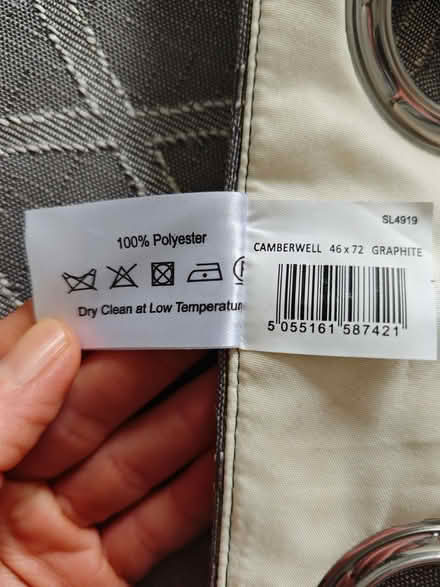 100% Polyester
Dry Clean at Low Temperatur
SL4919
CAMBERWELL 46 x 72 GRAPHITE
5 055161 587421